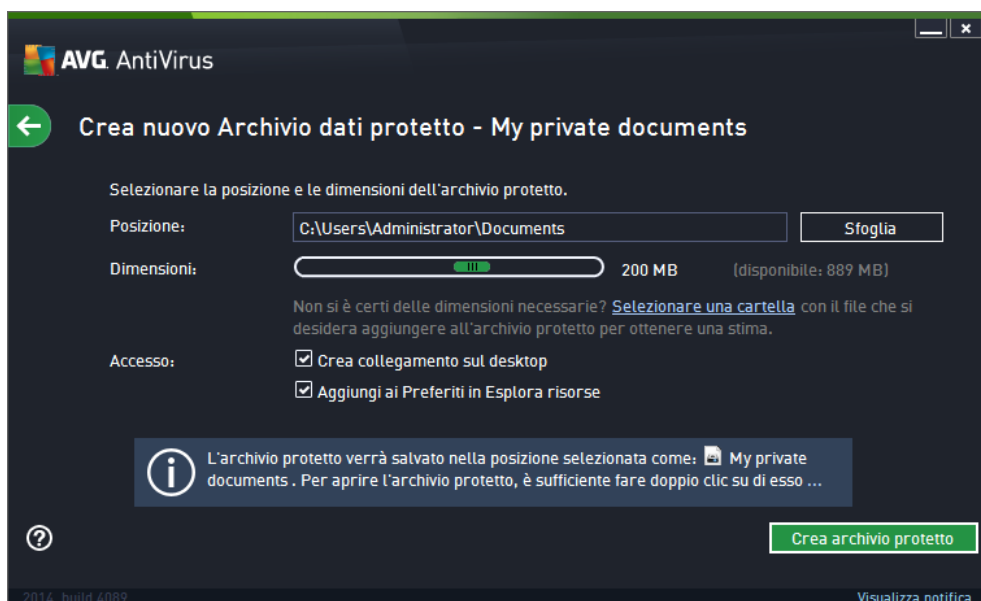 AVG. AntiVirus
Crea nuovo Archivio dati protetto - My private documents
Selezionare la posizione e le dimensioni dell'archivio protetto.
Posizione: C:\Users\Administrator\Documents Sfoglia
Dimensioni: 200 MB (disponibile: 889 MB)
Non si è certi delle dimensioni necessarie? Selezionare una cartella con il file che si
desidera aggiungere all'archivio protetto per ottenere una stima.
Accesso: Crea collegamento sul desktop
Aggiungi ai Preferiti in Esplora risorse
L'archivio protetto verrà salvato nella posizione selezionata come: My private
documents . Per aprire l'archivio protetto, è sufficiente fare doppio clic su di esso ...
Crea archivio protetto
2014 build 4089 Visualizza notifica